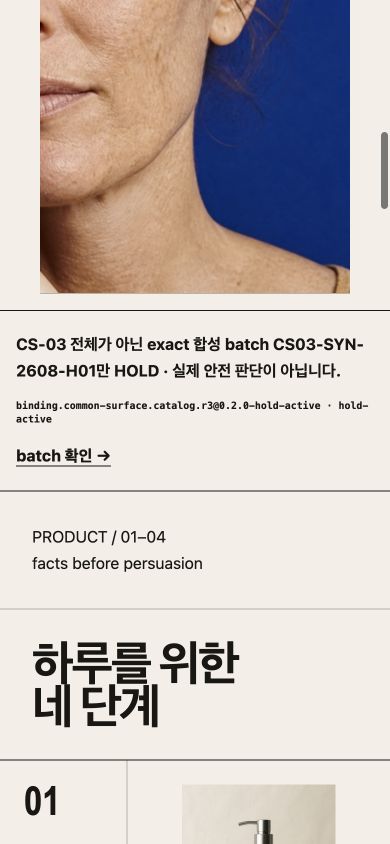 CS-03 전체가 아닌 exact 합성 batch CS03-SYN-
2608-H01만 HOLD · 실제 안전 판단이 아닙니다.
binding.common-surface.catalog.r3@0.2.0-hold-active · hold-
active
batch 확인 →
PRODUCT / 01–04
facts before persuasion
하루를 위한
네 단계
01